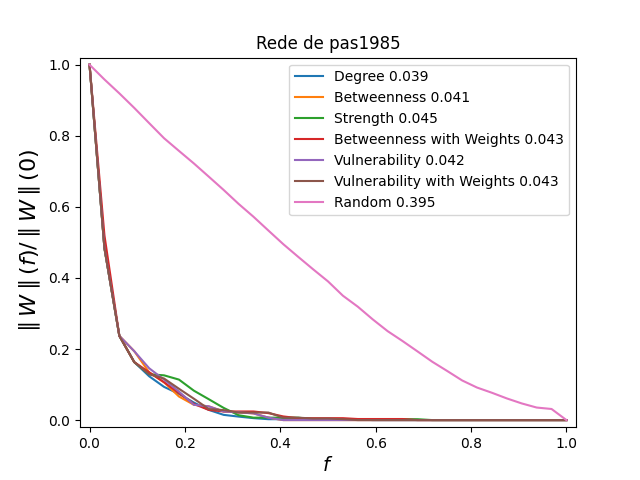 Rede de pas1985
1.0
0.8
0.6
0.4
0.2
0.0
‖ W ‖ (f)/ ‖ W ‖ (0)
Degree 0.039
Betweenness 0.041
Strength 0.045
Betweenness with Weights 0.043
Vulnerability 0.042
Vulnerability with Weights 0.043
Random 0.395
0.0 0.2 0.4 0.6 0.8 1.0
f